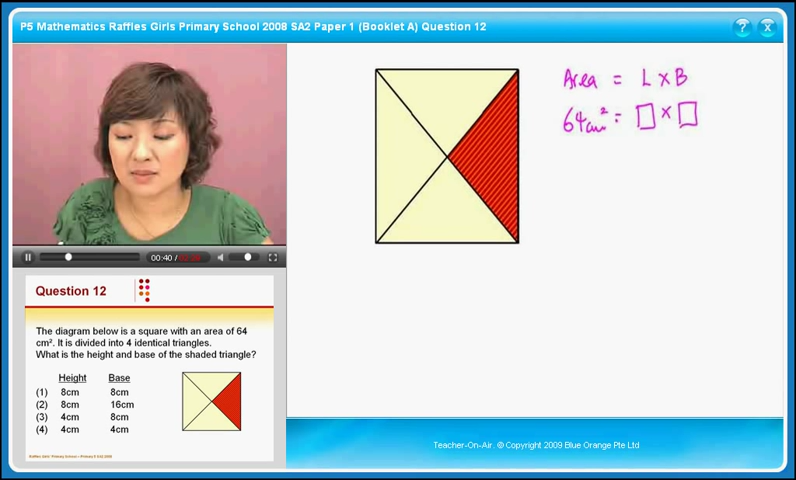 P5 Mathematics Raffles Girls Primary School 2008 SA2 Paper 1 (Booklet A) Question 12
? X
Area = L x B
64cm² = □ x □
00:40 /
Question 12
The diagram below is a square with an area of 64
cm². It is divided into 4 identical triangles.
What is the height and base of the shaded triangle?
Height Base
(1) 8cm 8cm
(2) 8cm 16cm
(3) 4cm 8cm
(4) 4cm 4cm
Teacher-On-Air. © Copyright 2009 Blue Orange Pte Ltd